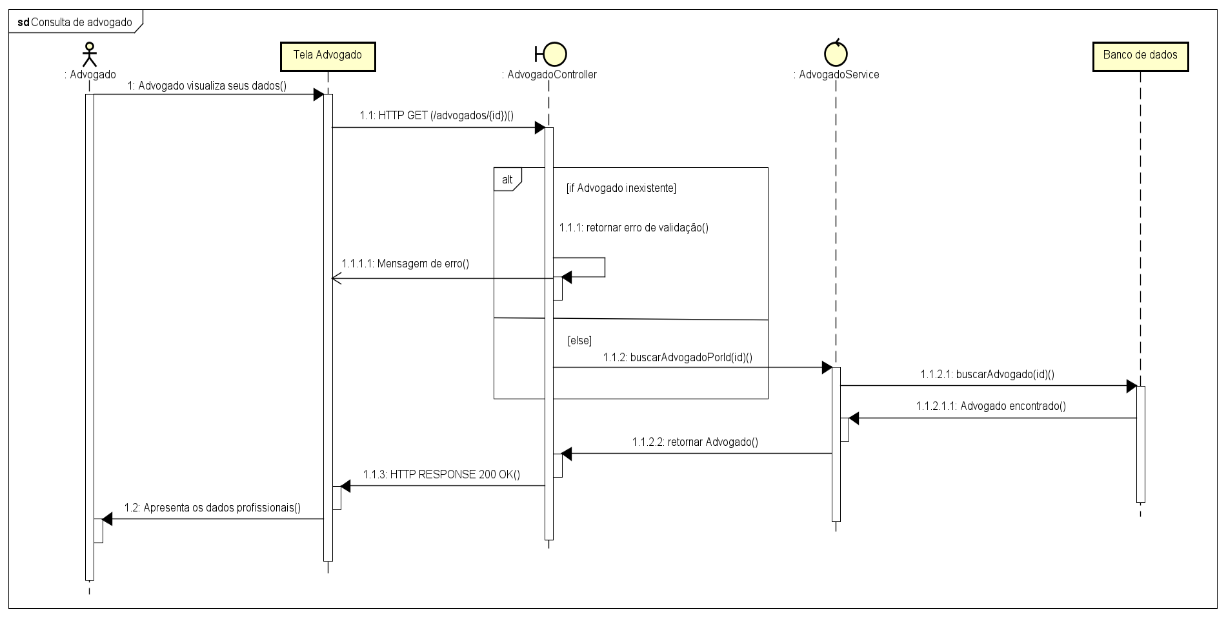 sd Consulta de advogado
: Advogado
Tela Advogado
: AdvogadoController
: AdvogadoService
Banco de dados
1: Advogado visualiza seus dados()
1.1: HTTP GET (/advogados/{id})()
alt
[if Advogado inexistente]
1.1.1: retornar erro de validação()
1.1.1.1: Mensagem de erro()
[else]
1.1.2: buscarAdvogadoPorId(id)()
1.1.2.1: buscarAdvogado(id)()
1.1.2.1.1: Advogado encontrado()
1.1.2.2: retornar Advogado()
1.1.3: HTTP RESPONSE 200 OK()
1.2: Apresenta os dados profissionais()